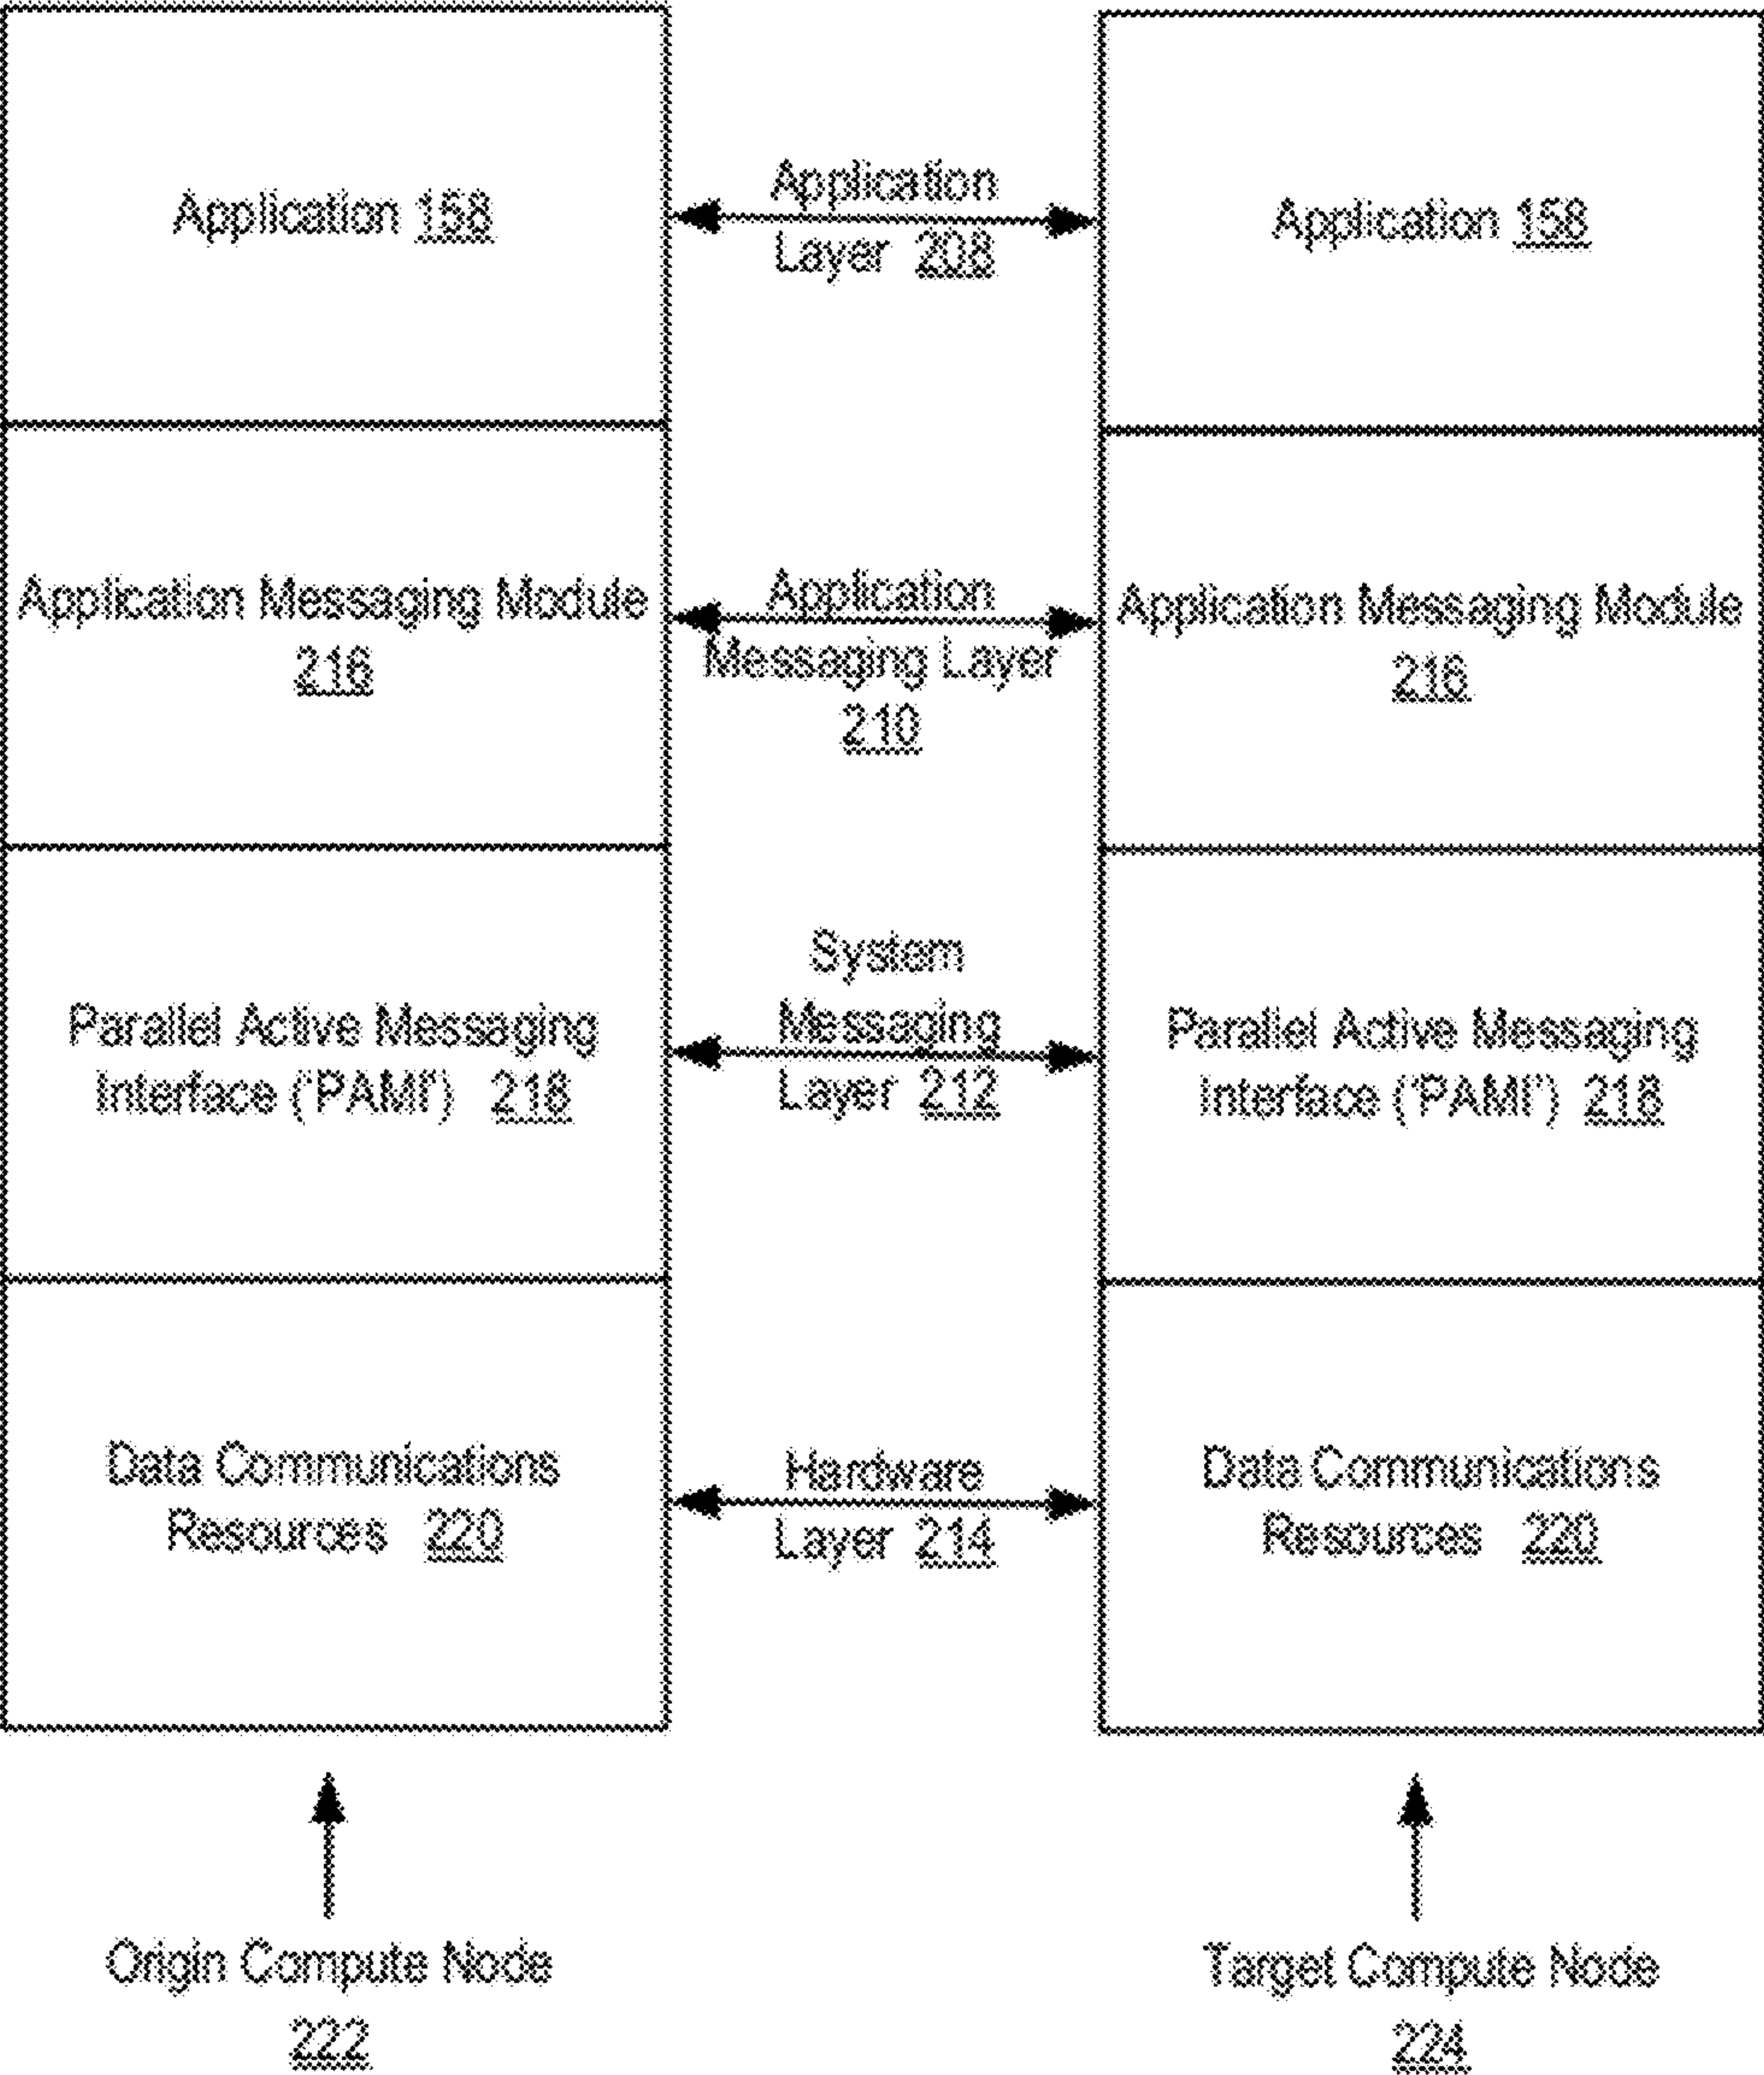 Application 158
Application
Layer 208
Application 158
Application Messaging Module
216
Application
Messaging Layer
210
Application Messaging Module
216
Parallel Active Messaging
Interface ('PAMI') 218
System
Messaging
Layer 212
Parallel Active Messaging
Interface ('PAMI') 218
Data Communications
Resources 220
Hardware
Layer 214
Data Communications
Resources 220
Origin Compute Node
222
Target Compute Node
224